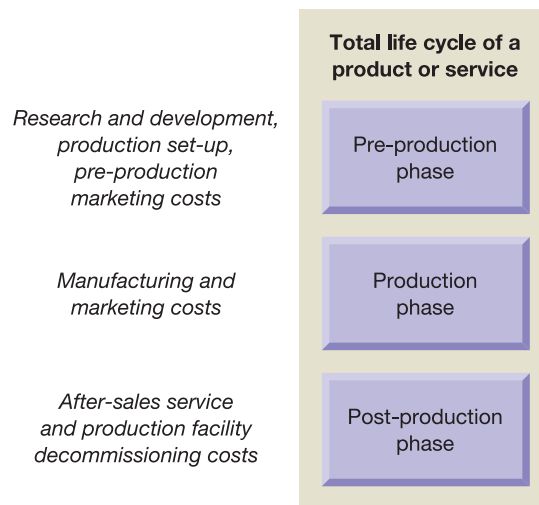 Total life cycle of a
product or service
Research and development,
production set-up,
pre-production
marketing costs
Pre-production
phase
Manufacturing and
marketing costs
Production
phase
After-sales service
and production facility
decommissioning costs
Post-production
phase